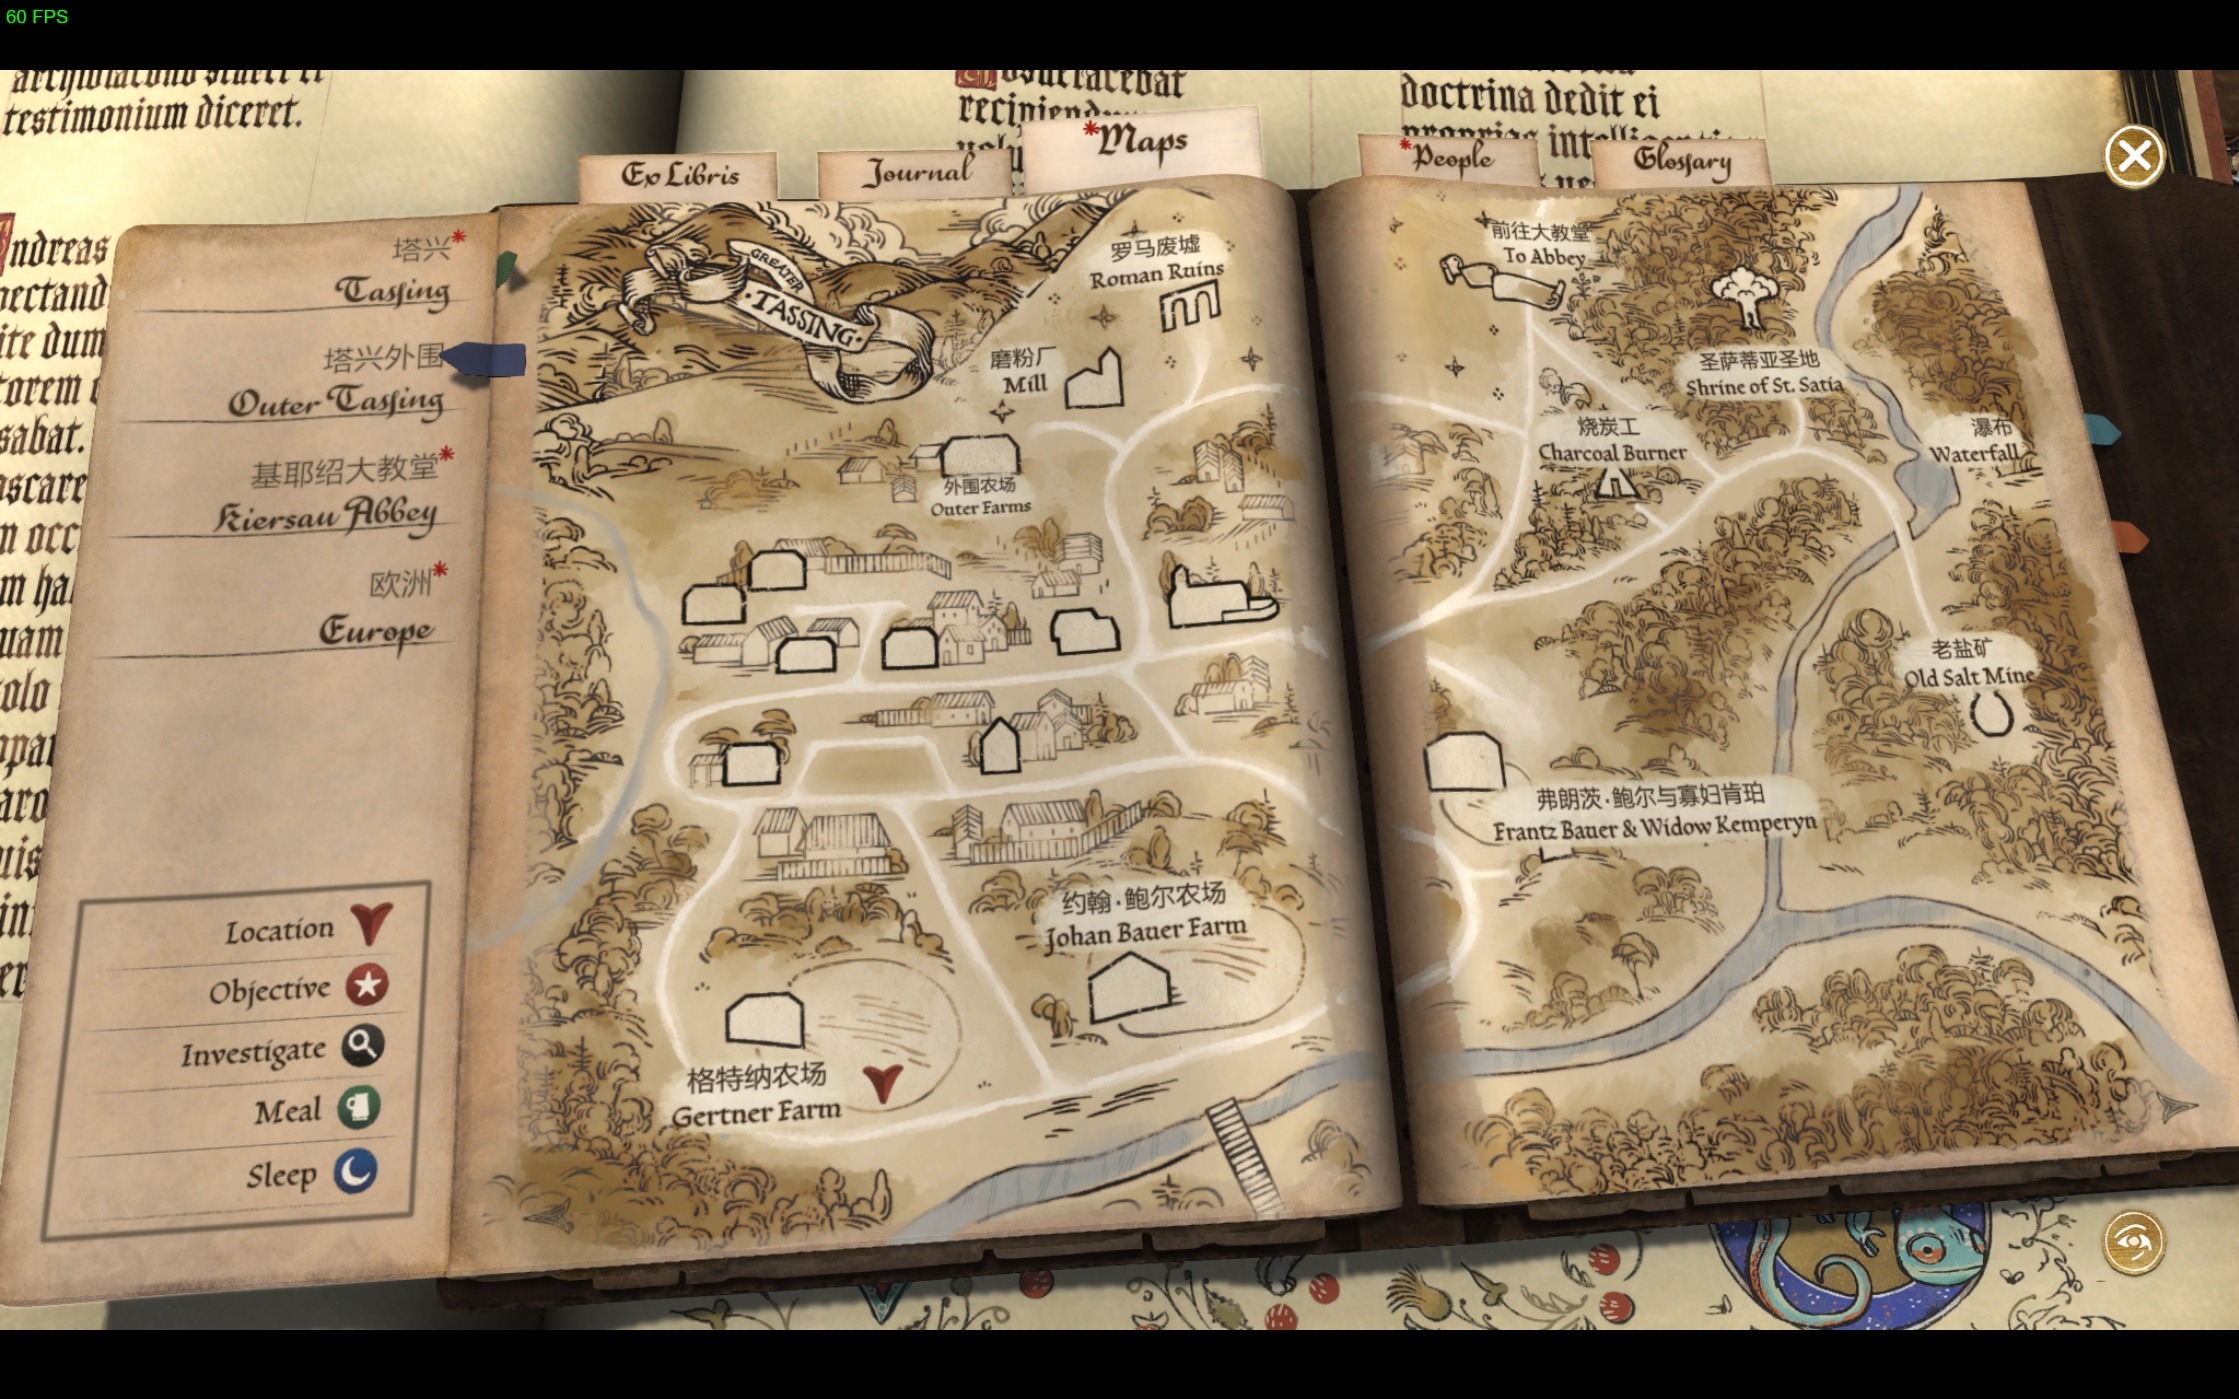 60 FPS
testimonium diceret.
doctrina dedit ei
Ex Libris
Journal
*Maps
*People
Glossary
塔兴*
Tassing
塔兴外围
Outer Tassing
基耶绍大教堂*
Kiersau Abbey
欧洲*
Europe
Location
Objective
Investigate
Meal
Sleep
GREATER
·TASSING·
罗马废墟
Roman Ruins
磨粉厂
Mill
外围农场
Outer Farms
约翰·鲍尔农场
Johan Bauer Farm
格特纳农场
Gertner Farm
前往大教堂
To Abbey
圣萨蒂亚圣地
Shrine of St. Satia
烧炭工
Charcoal Burner
瀑布
Waterfall
老盐矿
Old Salt Mine
弗朗茨·鲍尔与寡妇肯珀
Frantz Bauer & Widow Kemperyn